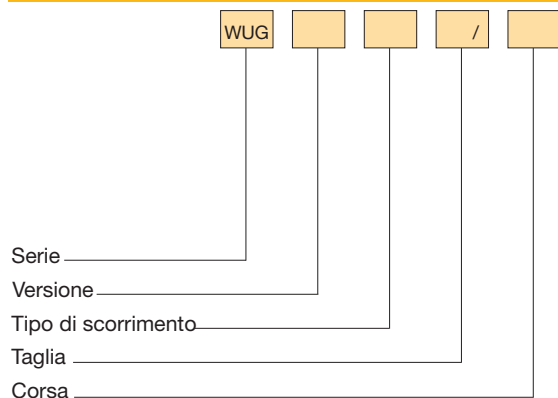 WUG /
Serie
Versione
Tipo di scorrimento
Taglia
Corsa